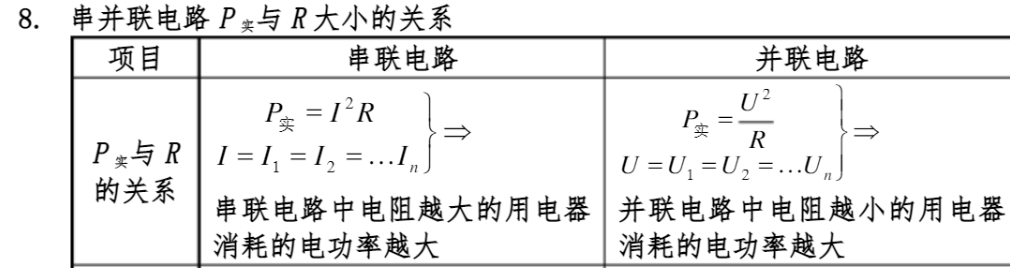 8. 串并联电路 P实与 R 大小的关系
项目 串联电路 并联电路
P实与 R 的关系
P实 = I²R
I = I₁ = I₂ = …Iₙ } ⇒
串联电路中电阻越大的用电器
消耗的电功率越大
P实 = U²/R
U = U₁ = U₂ = …Uₙ } ⇒
并联电路中电阻越小的用电器
消耗的电功率越大